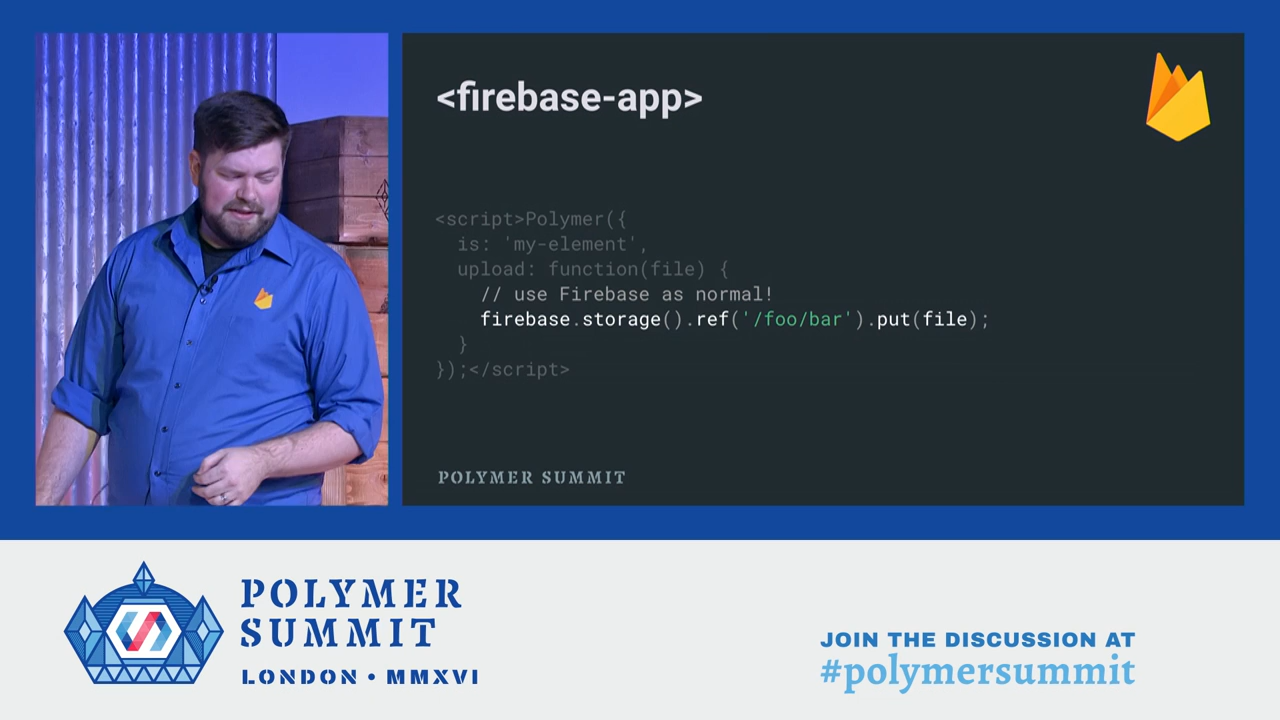 <firebase-app>
<script>Polymer({
is: 'my-element',
upload: function(file) {
// use Firebase as normal!
firebase.storage().ref('/foo/bar').put(file);
}
});</script>
POLYMER SUMMIT
POLYMER
SUMMIT
LONDON • MMXVI
JOIN THE DISCUSSION AT
#polymersummit